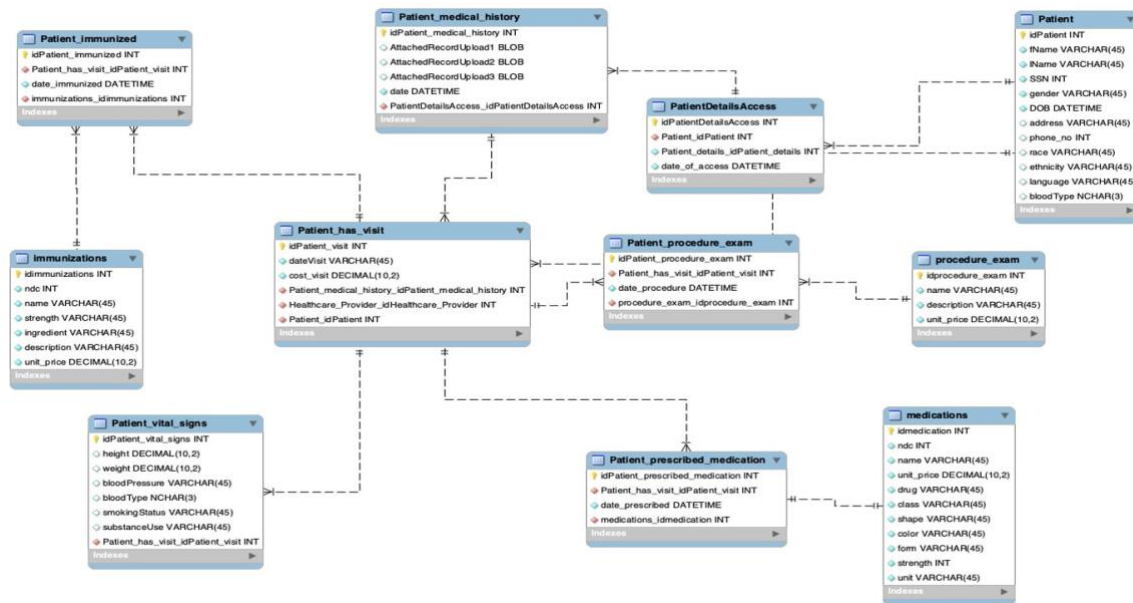 Patient_immunized
idPatient_immunized INT
Patient_has_visit_idPatient_visit INT
date_immunized DATETIME
immunizations_idimmunizations INT
Indexes
Patient_medical_history
idPatient_medical_history INT
AttachedRecordUpload1 BLOB
AttachedRecordUpload2 BLOB
AttachedRecordUpload3 BLOB
date DATETIME
PatientDetailsAccess_idPatientDetailsAccess INT
Indexes
PatientDetailsAccess
idPatientDetailsAccess INT
Patient_idPatient INT
Patient_details_idPatient_details INT
date_of_access DATETIME
Indexes
Patient
idPatient INT
fName VARCHAR(45)
lName VARCHAR(45)
SSN INT
gender VARCHAR(45)
DOB DATETIME
address VARCHAR(45)
phone_no INT
race VARCHAR(45)
ethnicity VARCHAR(45)
language VARCHAR(45)
bloodType NCHAR(3)
Indexes
immunizations
idimmunizations INT
ndc INT
name VARCHAR(45)
strength VARCHAR(45)
ingredient VARCHAR(45)
description VARCHAR(45)
unit_price DECIMAL(10,2)
Indexes
Patient_has_visit
idPatient_visit INT
dateVisit VARCHAR(45)
cost_visit DECIMAL(10,2)
Patient_medical_history_idPatient_medical_history INT
Healthcare_Provider_idHealthcare_Provider INT
Patient_idPatient INT
Indexes
Patient_procedure_exam
idPatient_procedure_exam INT
Patient_has_visit_idPatient_visit INT
date_procedure DATETIME
procedure_exam_idprocedure_exam INT
Indexes
procedure_exam
idprocedure_exam INT
name VARCHAR(45)
description VARCHAR(45)
unit_price DECIMAL(10,2)
Indexes
Patient_vital_signs
idPatient_vital_signs INT
height DECIMAL(10,2)
weight DECIMAL(10,2)
bloodPressure VARCHAR(45)
bloodType NCHAR(3)
smokingStatus VARCHAR(45)
substanceUse VARCHAR(45)
Patient_has_visit_idPatient_visit INT
Indexes
Patient_prescribed_medication
idPatient_prescribed_medication INT
Patient_has_visit_idPatient_visit INT
date_prescribed DATETIME
medications_idmedication INT
Indexes
medications
idmedication INT
ndc INT
name VARCHAR(45)
unit_price DECIMAL(10,2)
drug VARCHAR(45)
class VARCHAR(45)
shape VARCHAR(45)
color VARCHAR(45)
form VARCHAR(45)
strength INT
unit VARCHAR(45)
Indexes